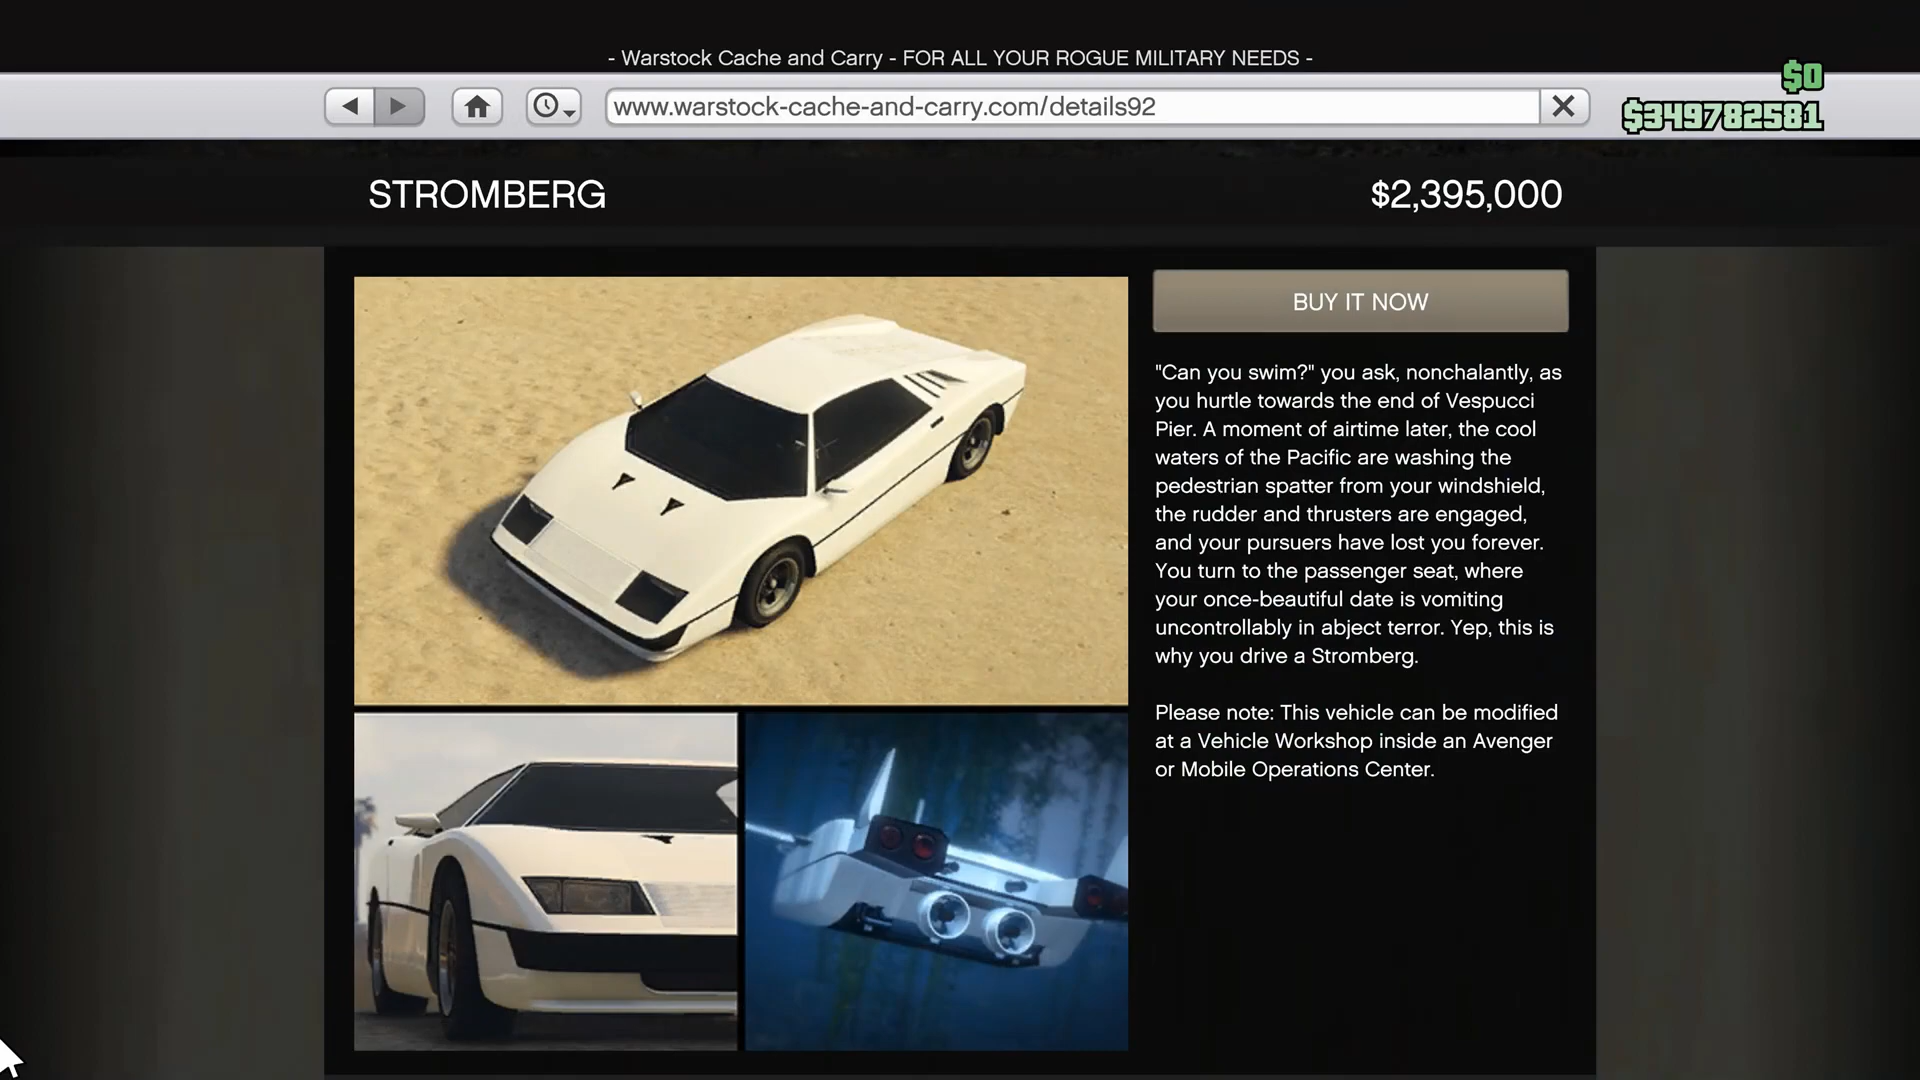 - Warstock Cache and Carry - FOR ALL YOUR ROGUE MILITARY NEEDS -
$0
www.warstock-cache-and-carry.com/details92
$349782581
STROMBERG
$2,395,000
BUY IT NOW
"Can you swim?" you ask, nonchalantly, as
you hurtle towards the end of Vespucci
Pier. A moment of airtime later, the cool
waters of the Pacific are washing the
pedestrian spatter from your windshield,
the rudder and thrusters are engaged,
and your pursuers have lost you forever.
You turn to the passenger seat, where
your once-beautiful date is vomiting
uncontrollably in abject terror. Yep, this is
why you drive a Stromberg.
Please note: This vehicle can be modified
at a Vehicle Workshop inside an Avenger
or Mobile Operations Center.